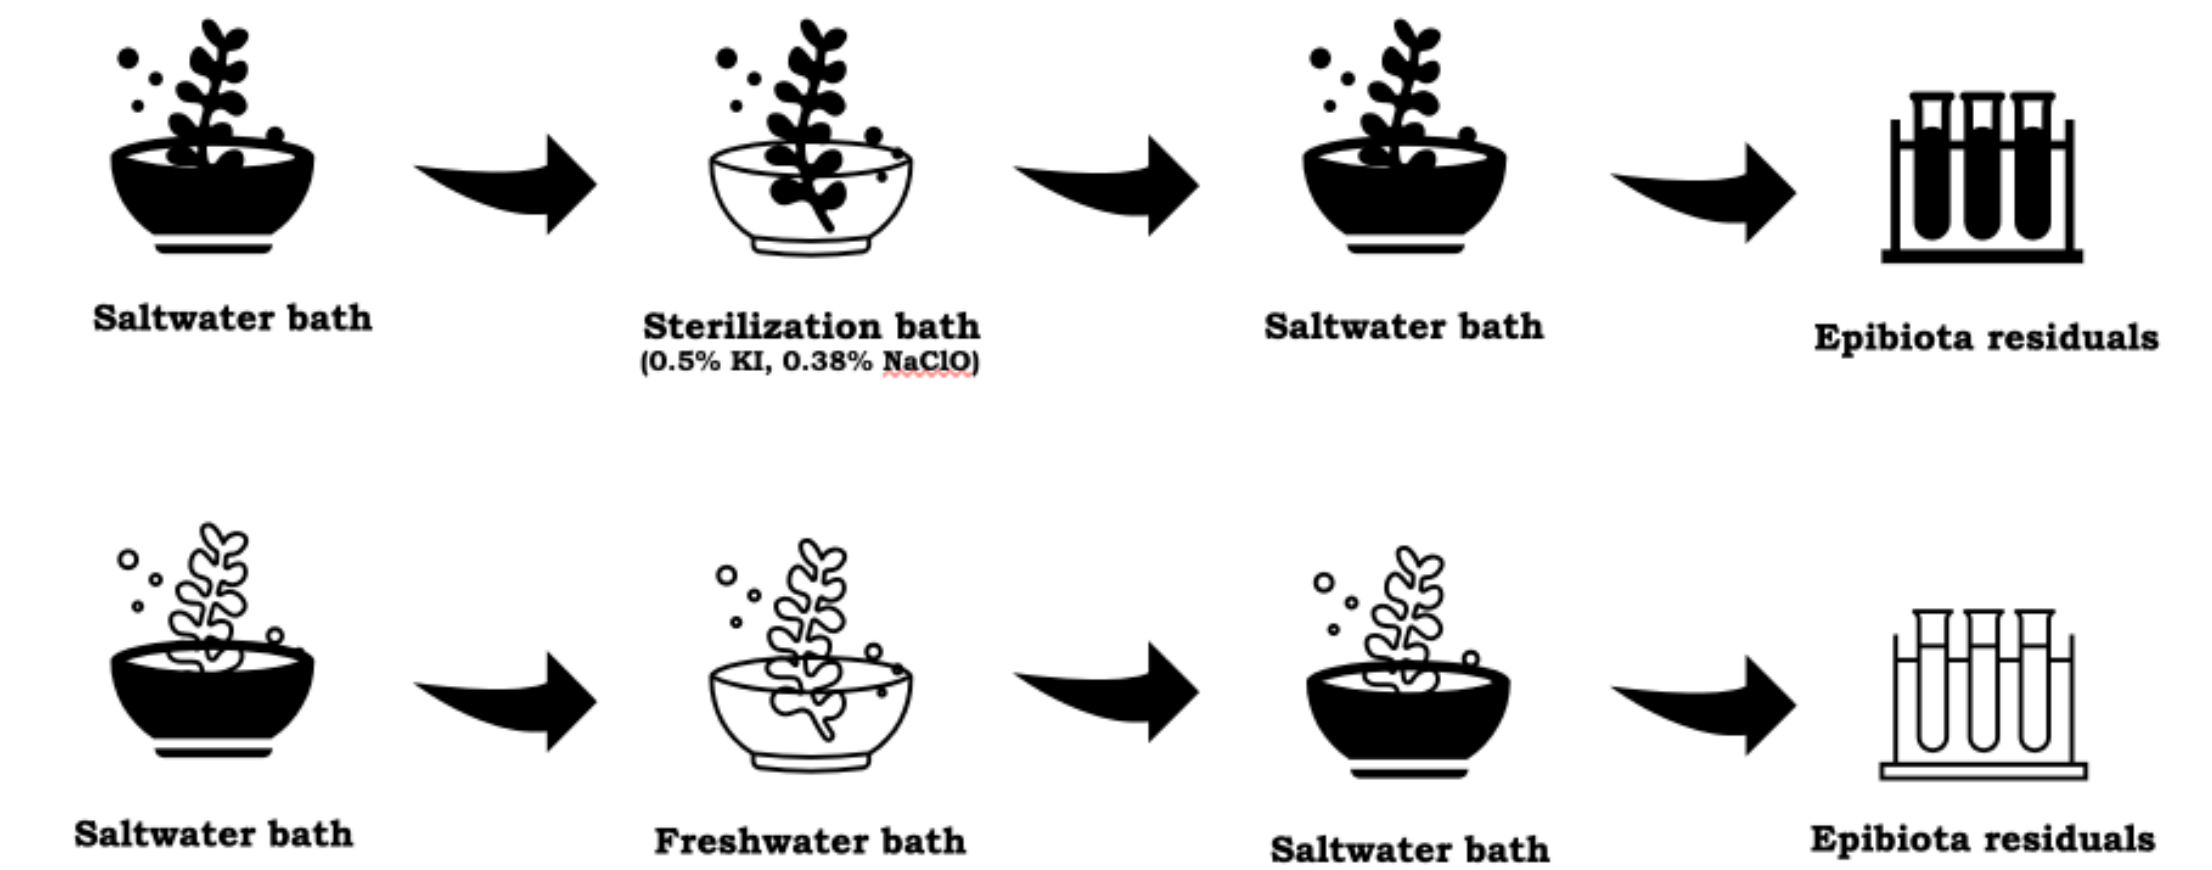 Saltwater bath
Sterilization bath
(0.5% KI, 0.38% NaClO)
Saltwater bath
Epibiota residuals
Saltwater bath
Freshwater bath
Saltwater bath
Epibiota residuals